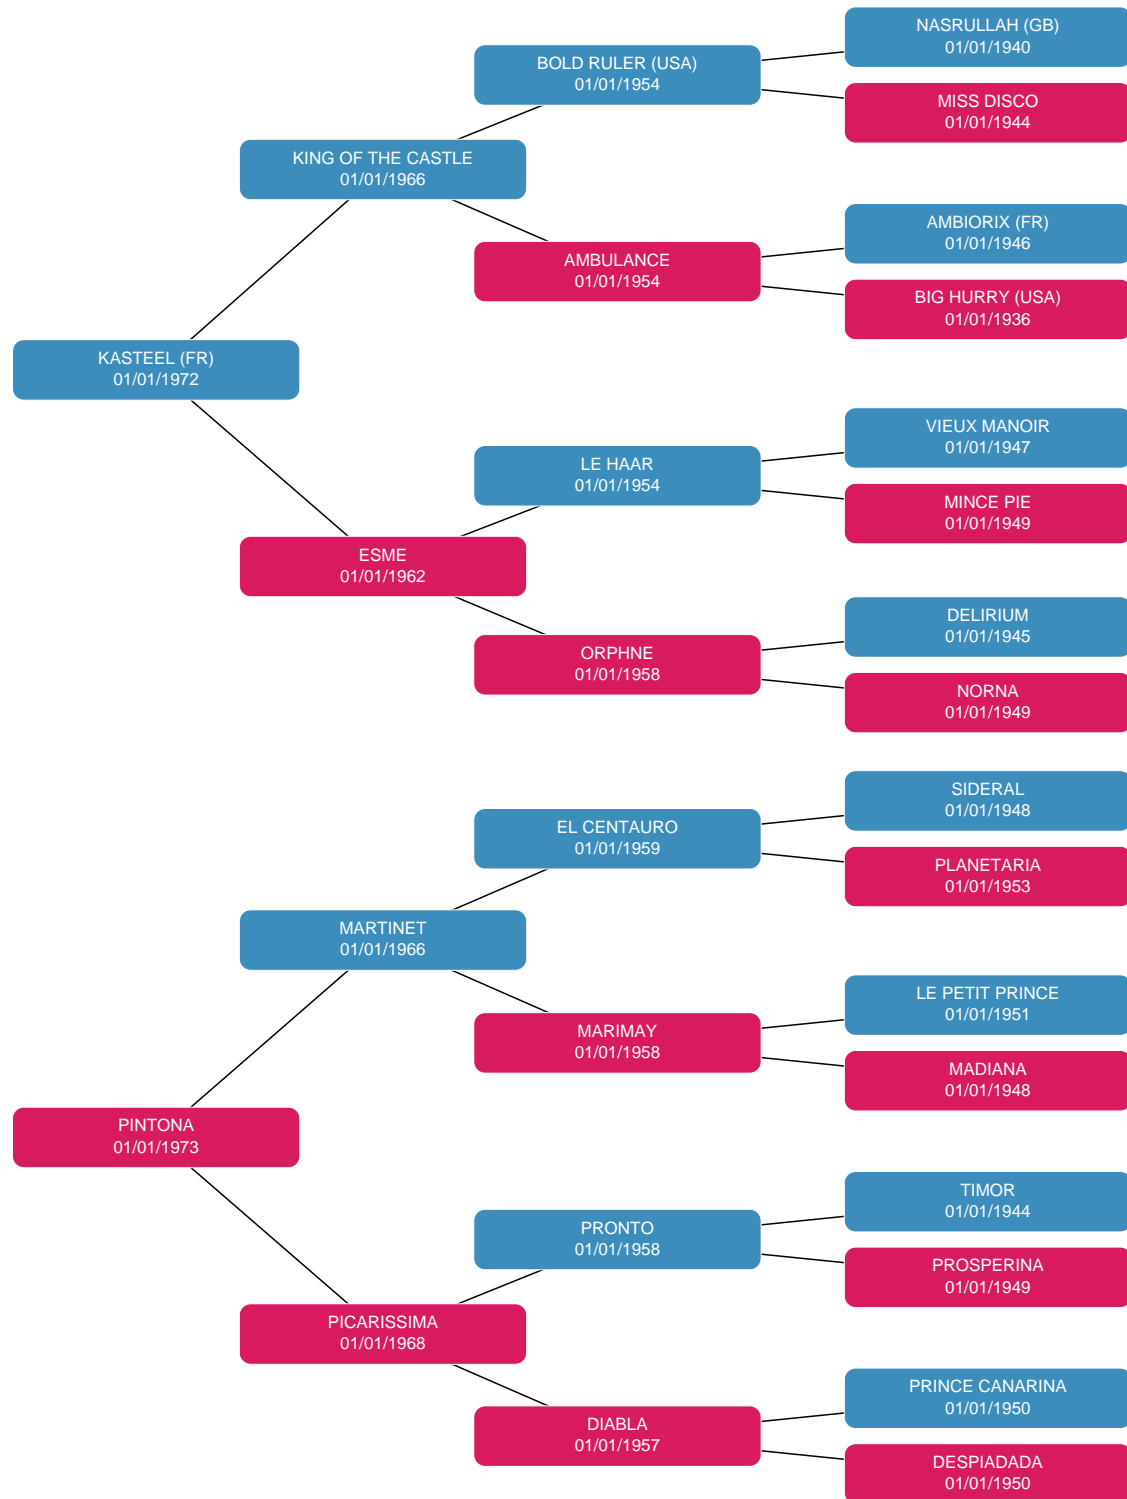 NASRULLAH (GB)
01/01/1940
BOLD RULER (USA)
01/01/1954
MISS DISCO
01/01/1944
KING OF THE CASTLE
01/01/1966
AMBIORIX (FR)
01/01/1946
AMBULANCE
01/01/1954
BIG HURRY (USA)
01/01/1936
KASTEEL (FR)
01/01/1972
VIEUX MANOIR
01/01/1947
LE HAAR
01/01/1954
MINCE PIE
01/01/1949
ESME
01/01/1962
DELIRIUM
01/01/1945
ORPHNE
01/01/1958
NORNA
01/01/1949
SIDERAL
01/01/1948
EL CENTAURO
01/01/1959
PLANETARIA
01/01/1953
MARTINET
01/01/1966
LE PETIT PRINCE
01/01/1951
MARIMAY
01/01/1958
MADIANA
01/01/1948
PINTONA
01/01/1973
TIMOR
01/01/1944
PRONTO
01/01/1958
PROSPERINA
01/01/1949
PICARISSIMA
01/01/1968
PRINCE CANARINA
01/01/1950
DIABLA
01/01/1957
DESPIADADA
01/01/1950